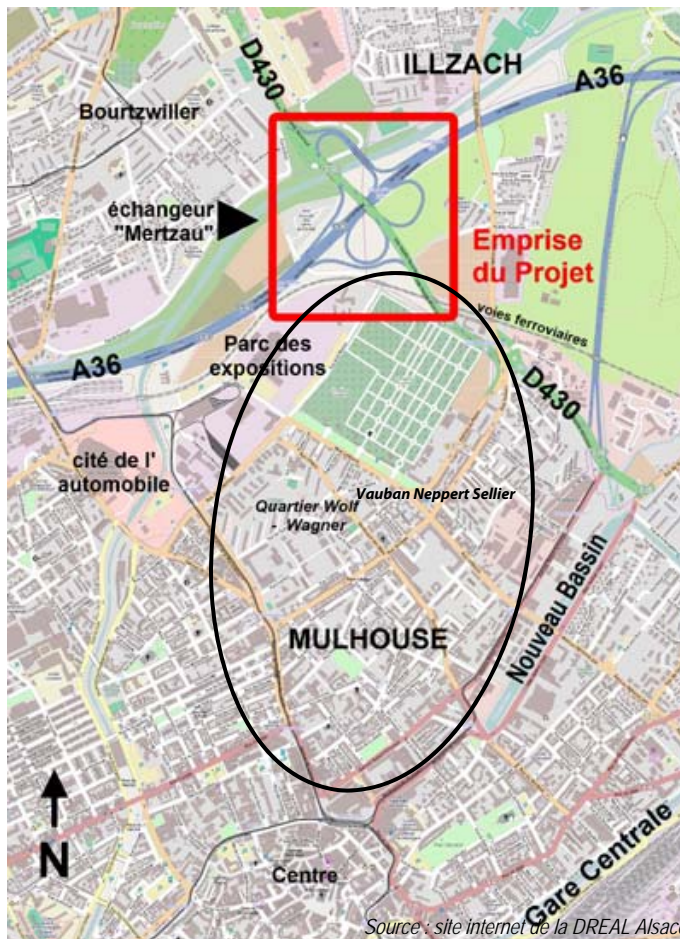 D430
ILLZACH
A36
Bourtzwiller
échangeur
"Mertzau"
Emprise
du Projet
voies ferroviaires
Parc des
expositions
A36
D430
cité de l'
automobile
Quartier Wolf
- Wagner
Vauban Neppert Sellier
MULHOUSE
Nouveau Bassin
N
Centre
Gare Centrale
Source : site internet de la DREAL Alsace